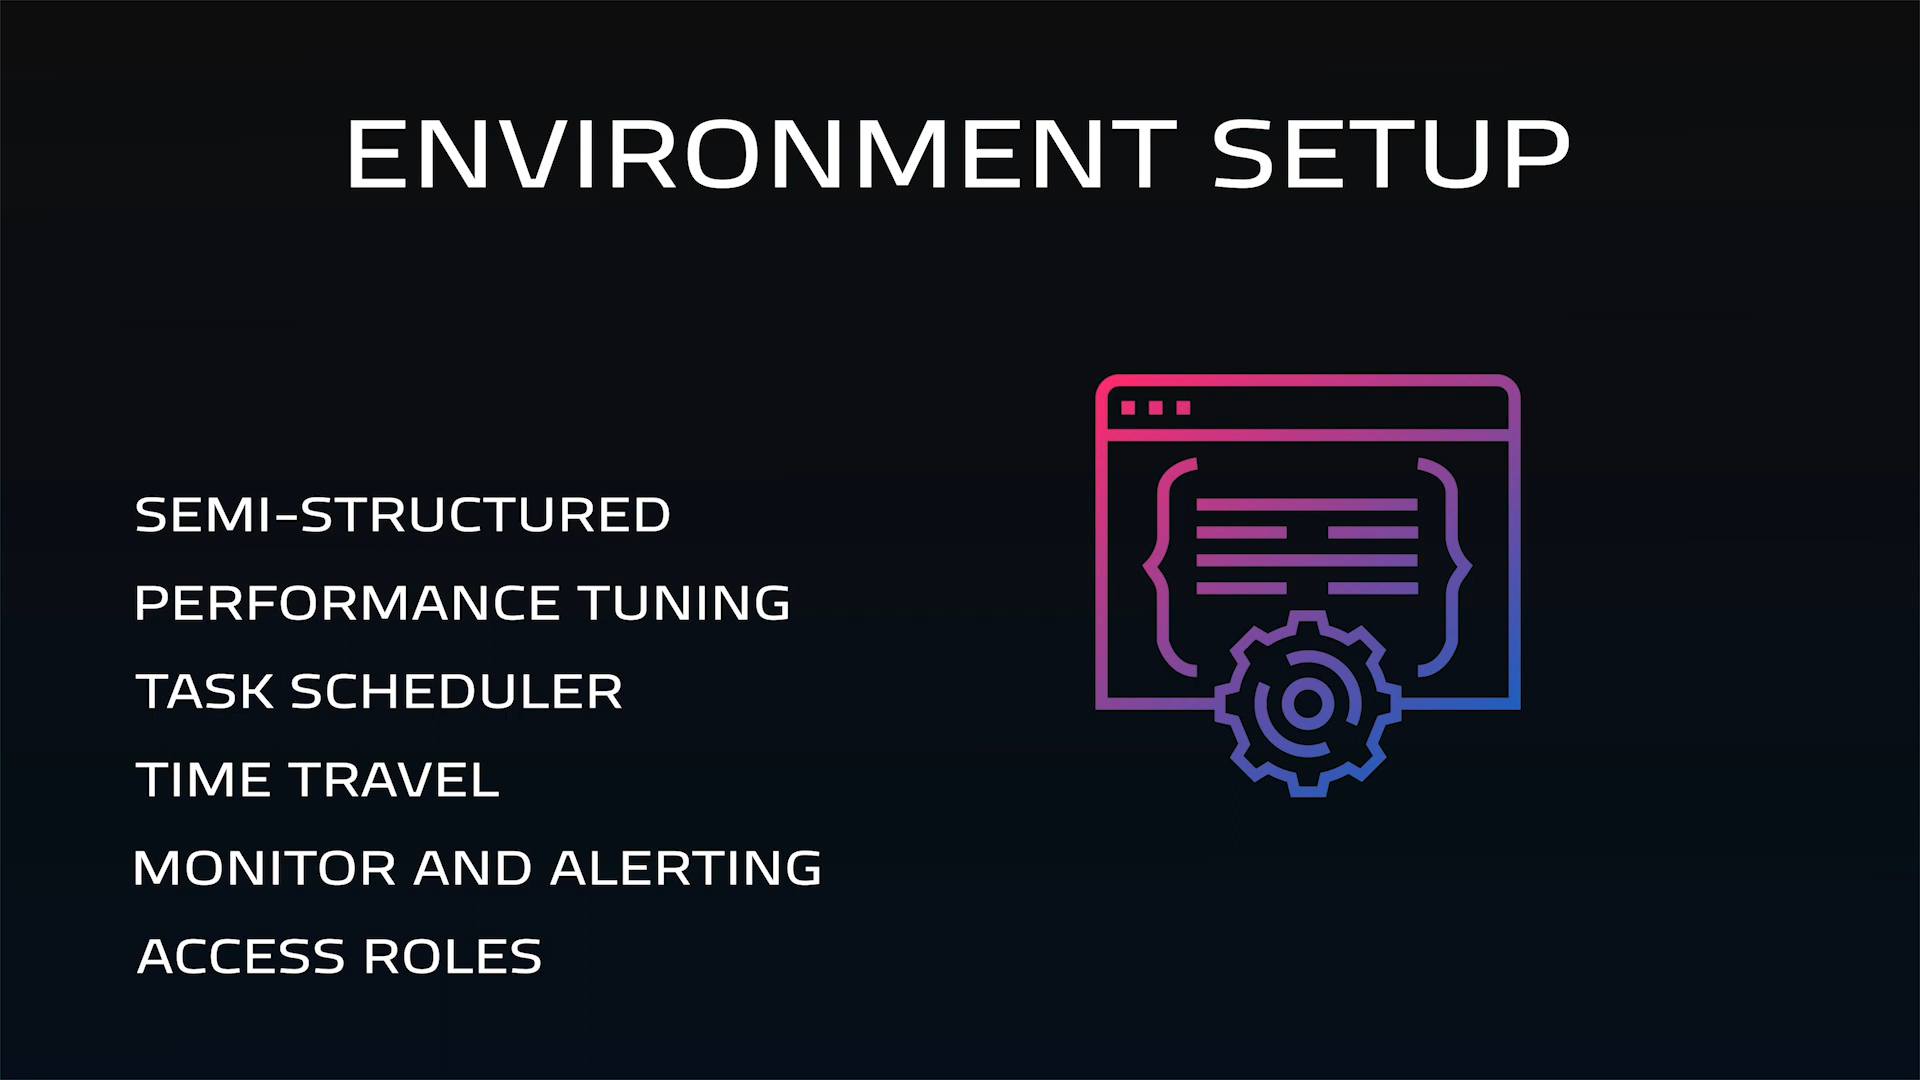 ENVIRONMENT SETUP
SEMI-STRUCTURED
PERFORMANCE TUNING
TASK SCHEDULER
TIME TRAVEL
MONITOR AND ALERTING
ACCESS ROLES